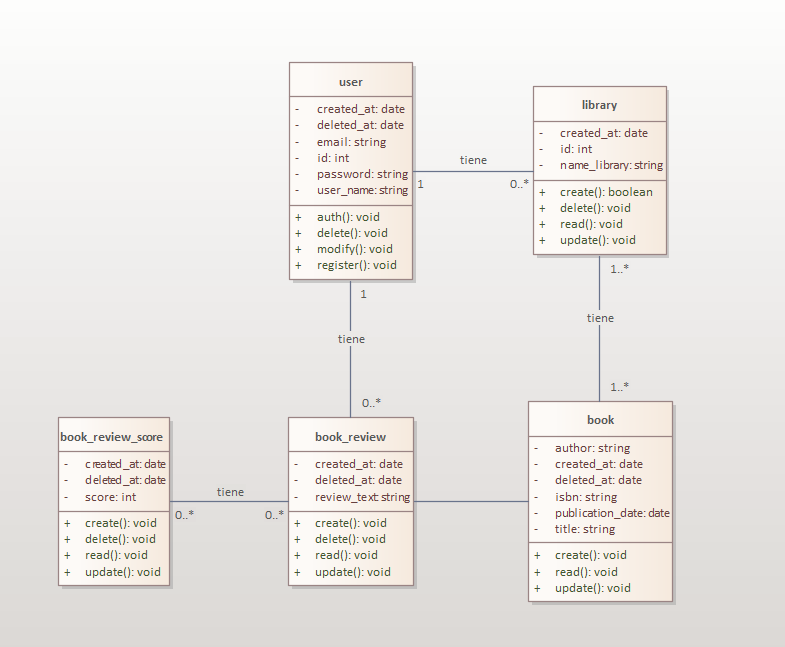 user
- created_at: date
- deleted_at: date
- email: string
- id: int
- password: string
- user_name: string
+ auth(): void
+ delete(): void
+ modify(): void
+ register(): void
tiene
1
0..*
library
- created_at: date
- id: int
- name_library: string
+ create(): boolean
+ delete(): void
+ read(): void
+ update(): void
1
tiene
0..*
1..*
tiene
1..*
book_review_score
- created_at: date
- deleted_at: date
- score: int
+ create(): void
+ delete(): void
+ read(): void
+ update(): void
tiene
0..*
0..*
book_review
- created_at: date
- deleted_at: date
- review_text: string
+ create(): void
+ delete(): void
+ read(): void
+ update(): void
book
- author: string
- created_at: date
- deleted_at: date
- isbn: string
- publication_date: date
- title: string
+ create(): void
+ read(): void
+ update(): void